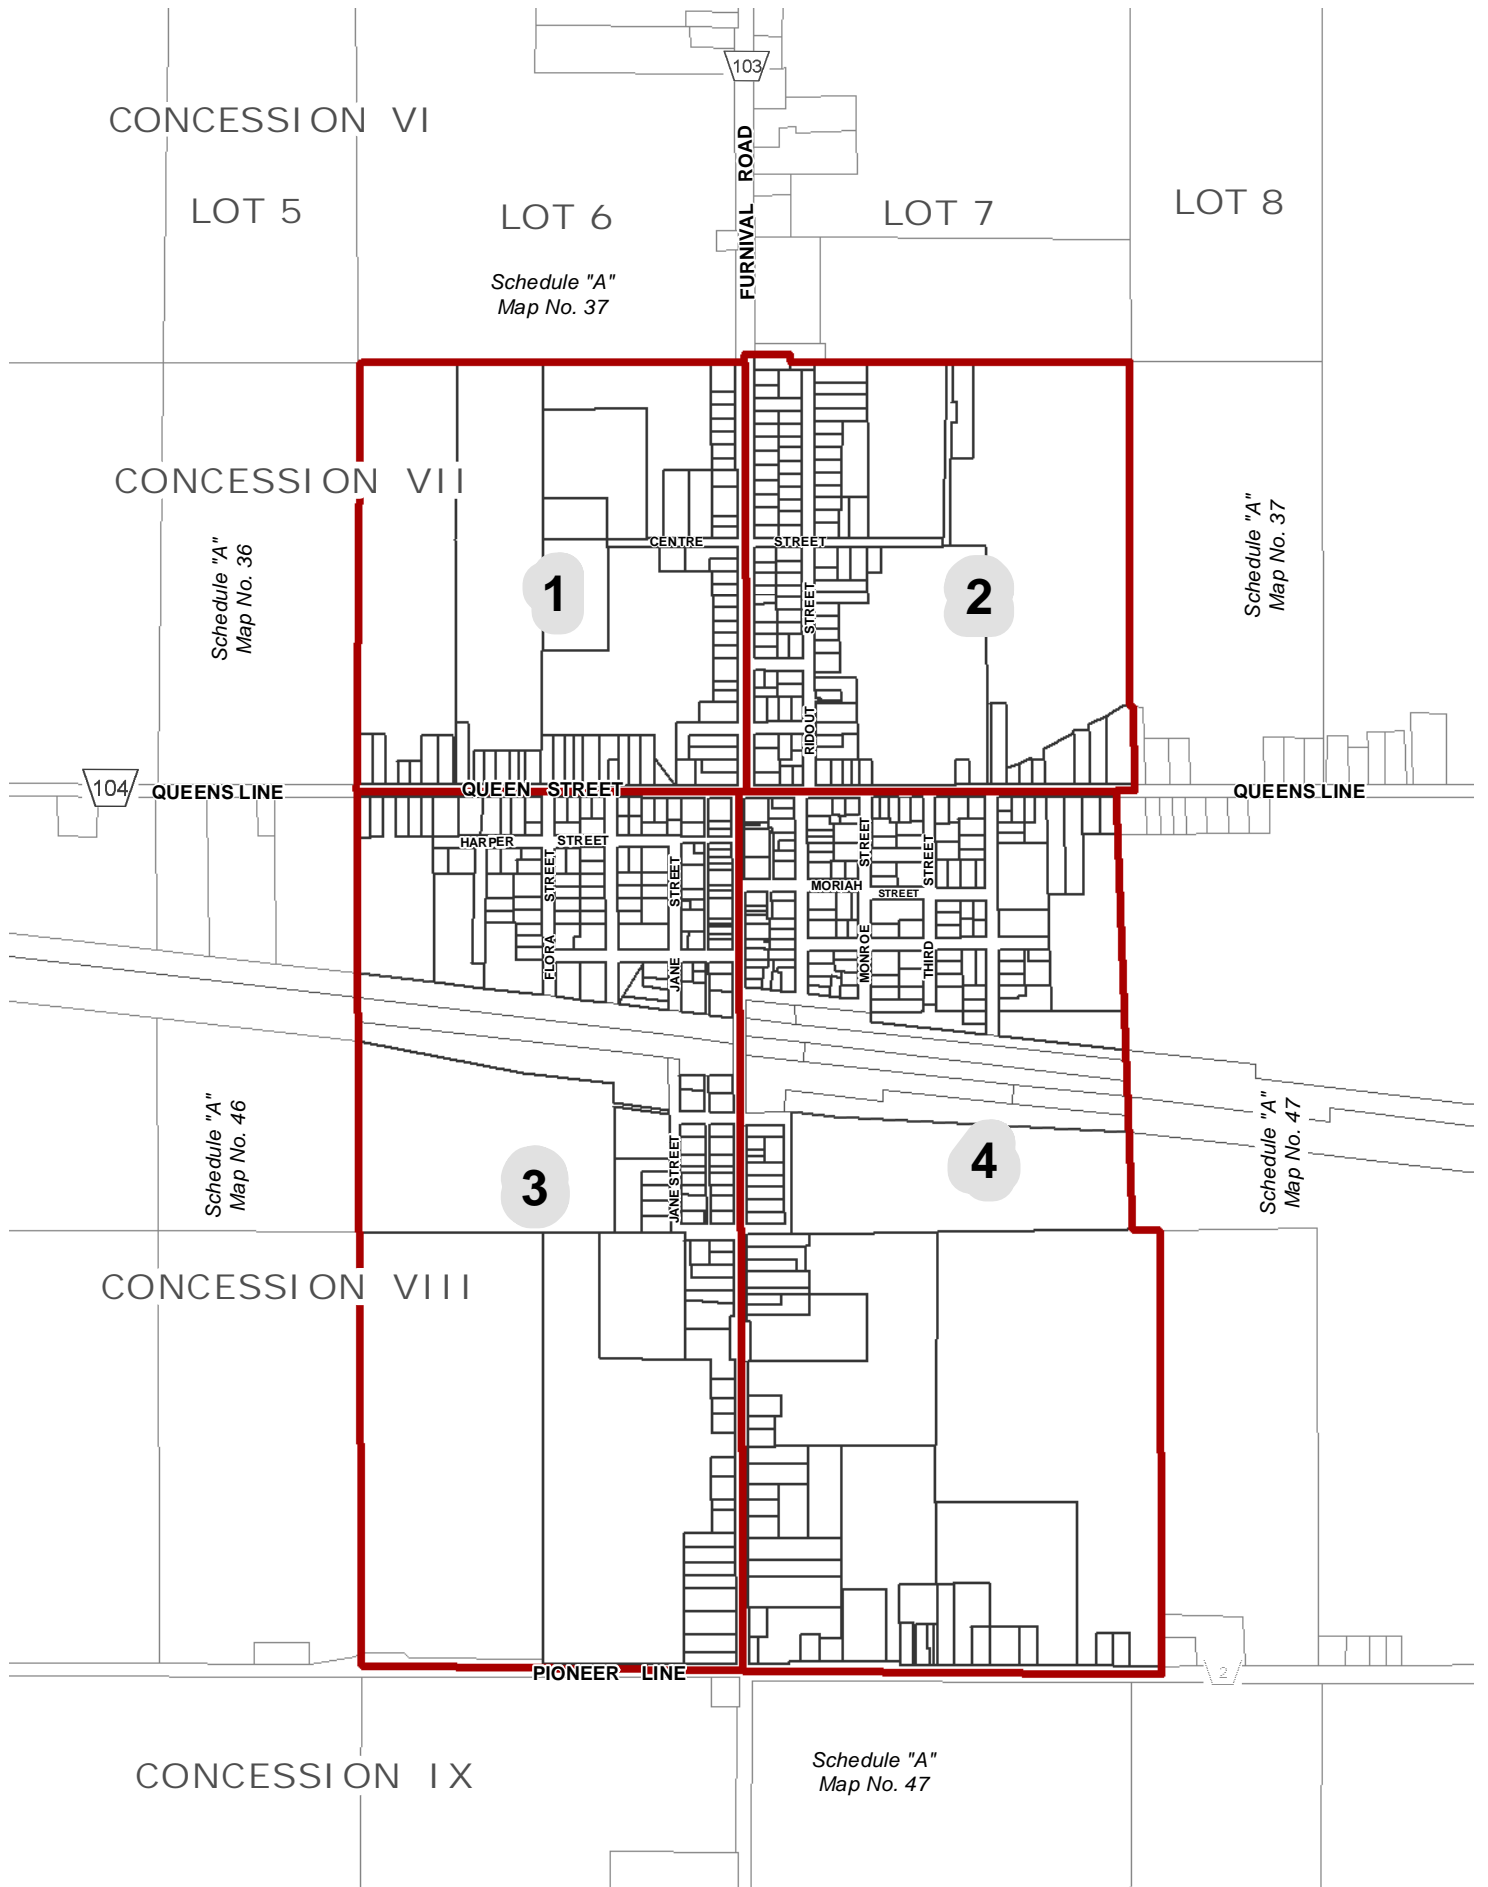 103
CONCESSION VI
FURNIVAL ROAD
LOT 5
LOT 6
LOT 7
LOT 8
Schedule "A"
Map No. 37
CONCESSION VII
Schedule "A"
Map No. 36
Schedule "A"
Map No. 37
CENTRE STREET
1
2
RIDOUT STREET
104
QUEENS LINE
QUEEN STREET
QUEENS LINE
HARPER STREET
FLORA STREET
JANE STREET
MORIAH STREET
MONROE STREET
THIRD STREET
Schedule "A"
Map No. 46
Schedule "A"
Map No. 47
JANE STREET
3
4
CONCESSION VIII
PIONEER LINE
2
CONCESSION IX
Schedule "A"
Map No. 47